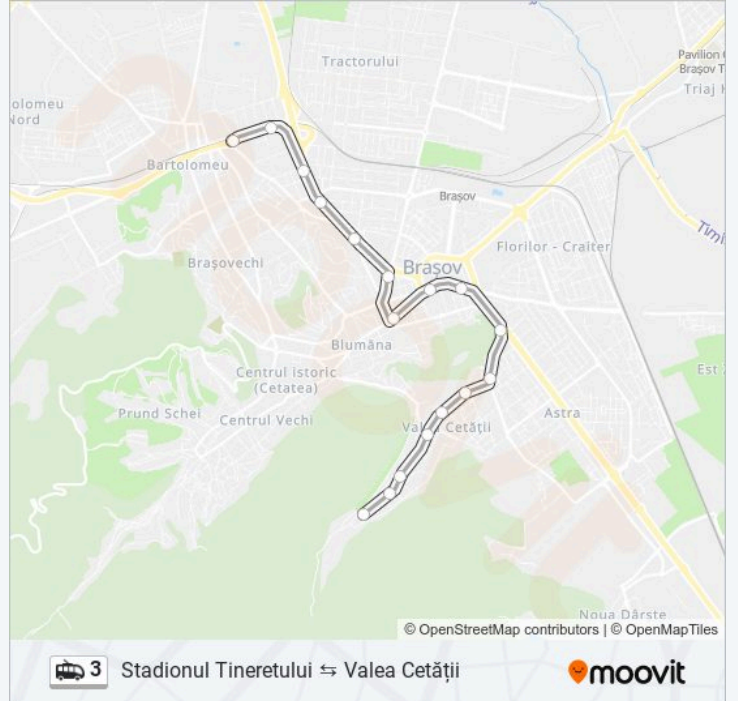 Tractorului
Pavilion
Brașov T
Triaj
olomeu
Nord
Bartolomeu
Brașov
Timi
Florilor - Craiter
Brașovechi
Brașov
Blumăna
Centrul istoric
(Cetatea)
Est
Prund Schei
Centrul Vechi
Astra
Valea Cetății
Noua Dârste
© OpenStreetMap contributors | © OpenMapTiles
3 Stadionul Tineretului ⇆ Valea Cetății
moovit